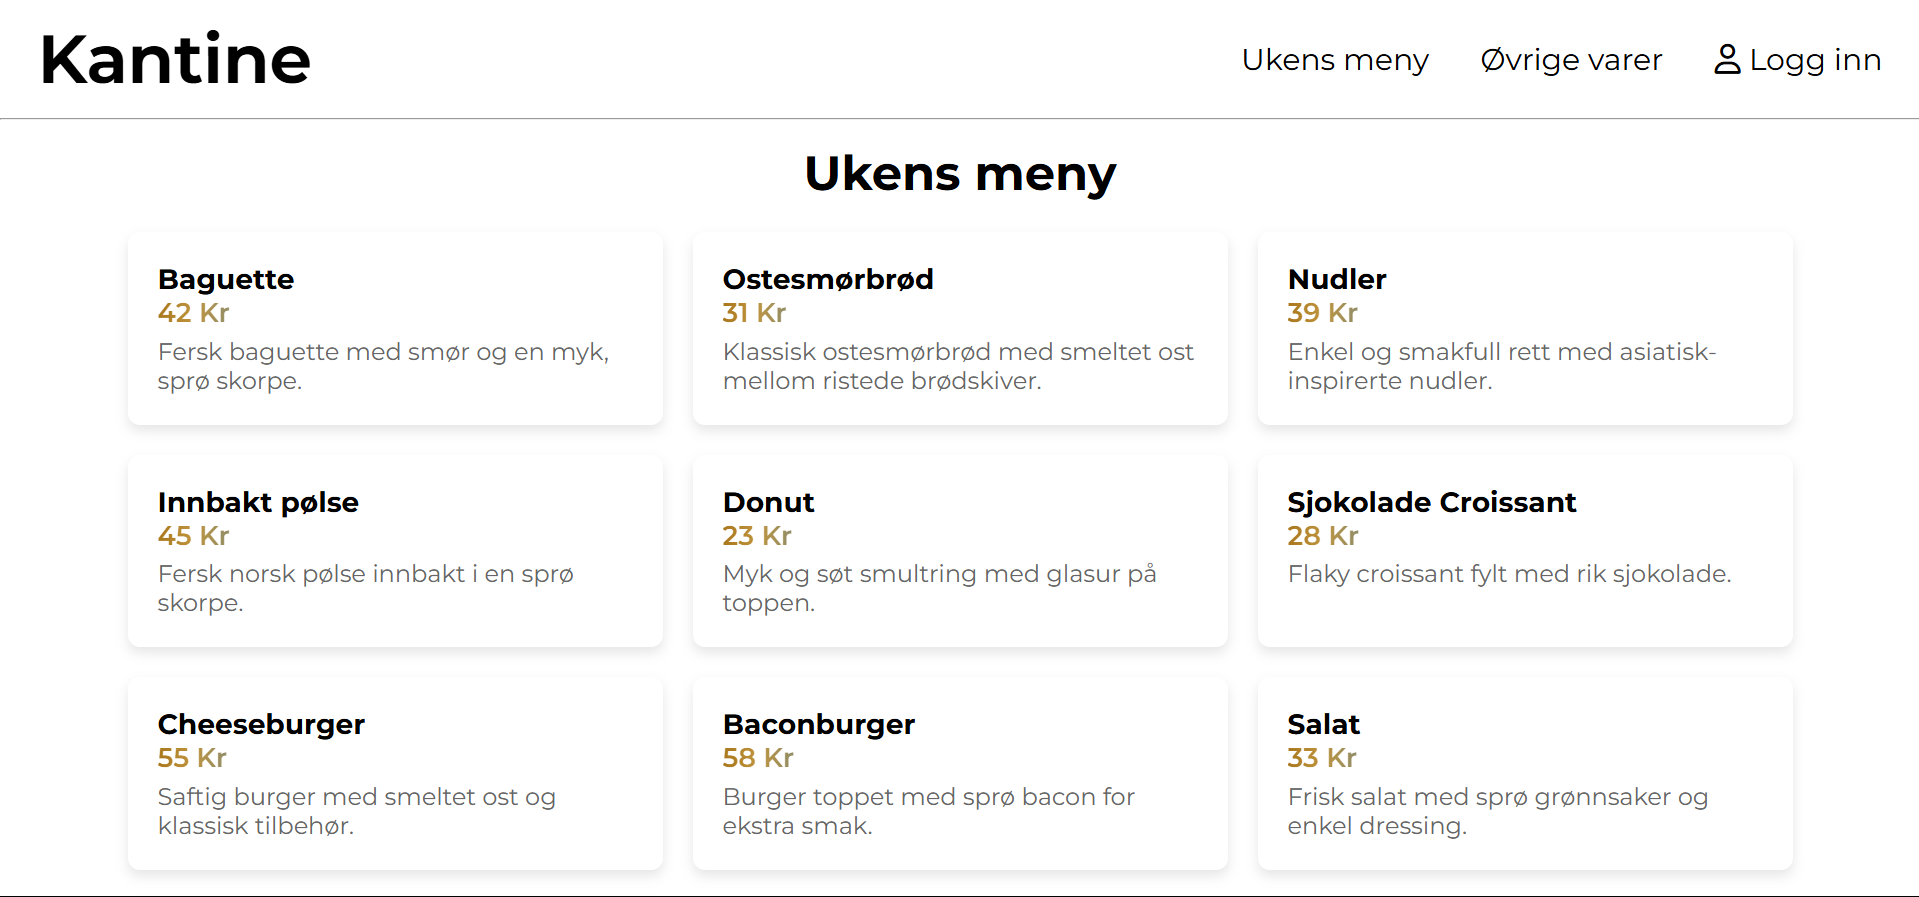 Kantine
Ukens meny
Øvrige varer
Logg inn
Ukens meny
Baguette
42 Kr
Fersk baguette med smør og en myk,
sprø skorpe.
Ostesmørbrød
31 Kr
Klassisk ostesmørbrød med smeltet ost
mellom ristede brødskiver.
Nudler
39 Kr
Enkel og smakfull rett med asiatisk-
inspirerte nudler.
Innbakt pølse
45 Kr
Fersk norsk pølse innbakt i en sprø
skorpe.
Donut
23 Kr
Myk og søt smultring med glasur på
toppen.
Sjokolade Croissant
28 Kr
Flaky croissant fylt med rik sjokolade.
Cheeseburger
55 Kr
Saftig burger med smeltet ost og
klassisk tilbehør.
Baconburger
58 Kr
Burger toppet med sprø bacon for
ekstra smak.
Salat
33 Kr
Frisk salat med sprø grønnsaker og
enkel dressing.